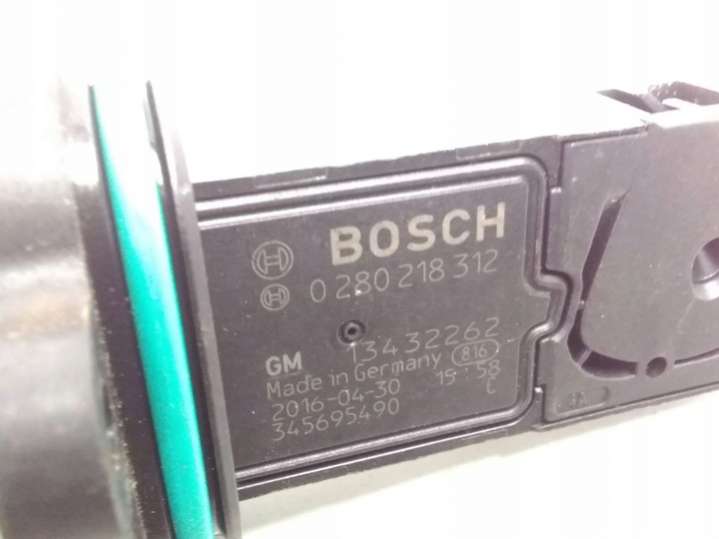 BOSCH
0 280 218 312
GM 13432262
Made in Germany 816
2016-04-30 15:58
345695490 C